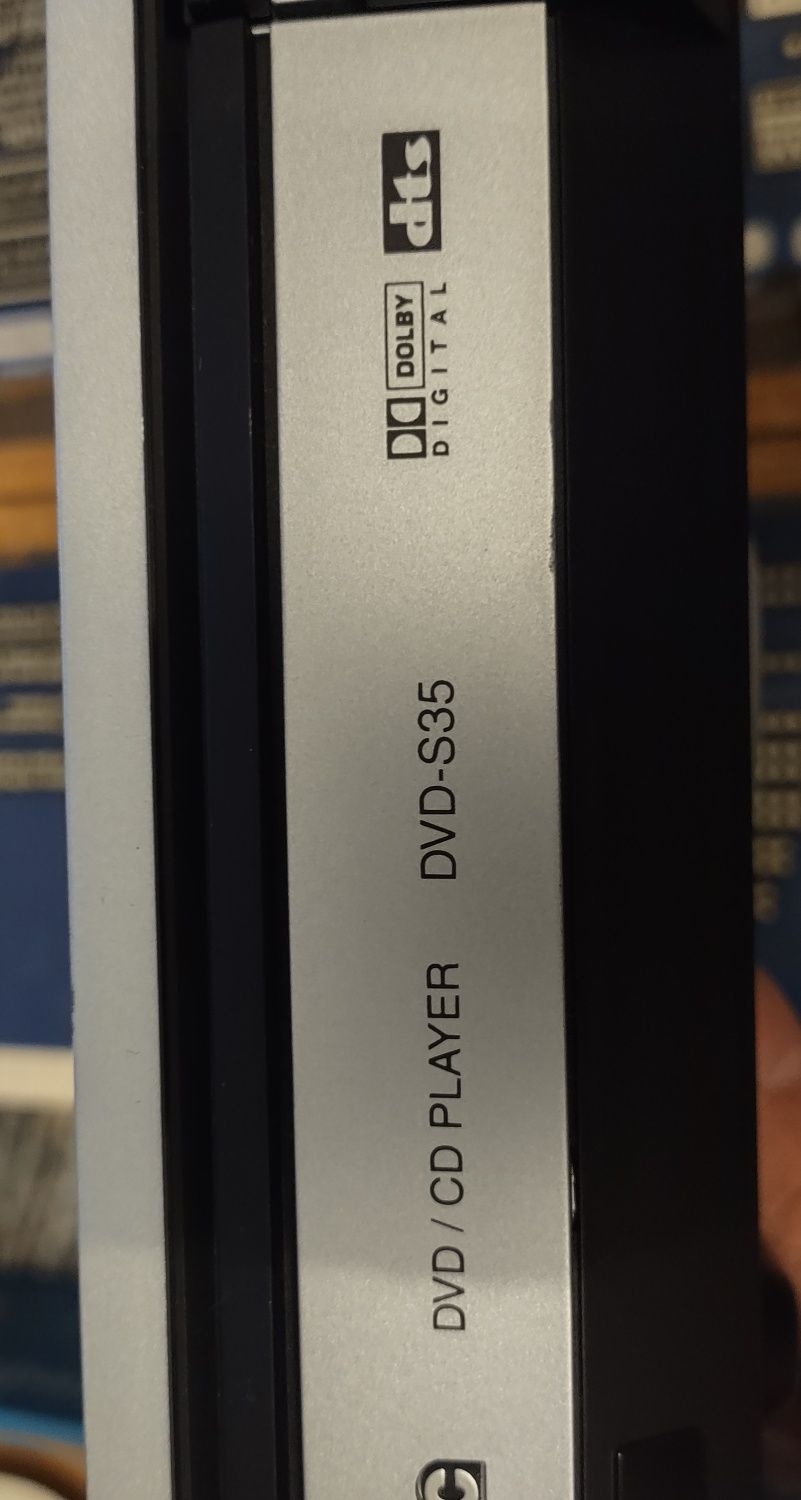 DVD / CD PLAYER DVD-S35
DOLBY
DIGITAL
dts